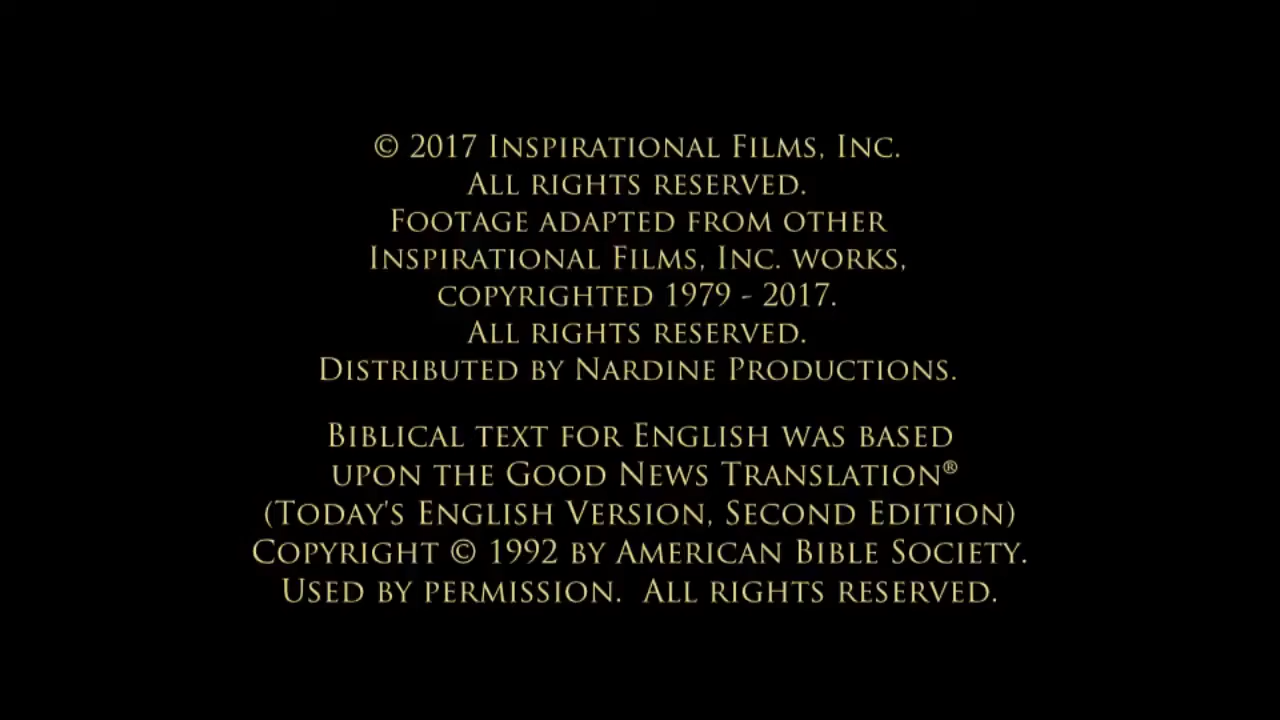 © 2017 Inspirational Films, Inc.
All rights reserved.
Footage adapted from other
Inspirational Films, Inc. works,
copyrighted 1979 - 2017.
All rights reserved.
Distributed by Nardine Productions.
Biblical text for English was based
upon the Good News Translation®
(Today's English Version, Second Edition)
Copyright © 1992 by American Bible Society.
Used by permission. All rights reserved.